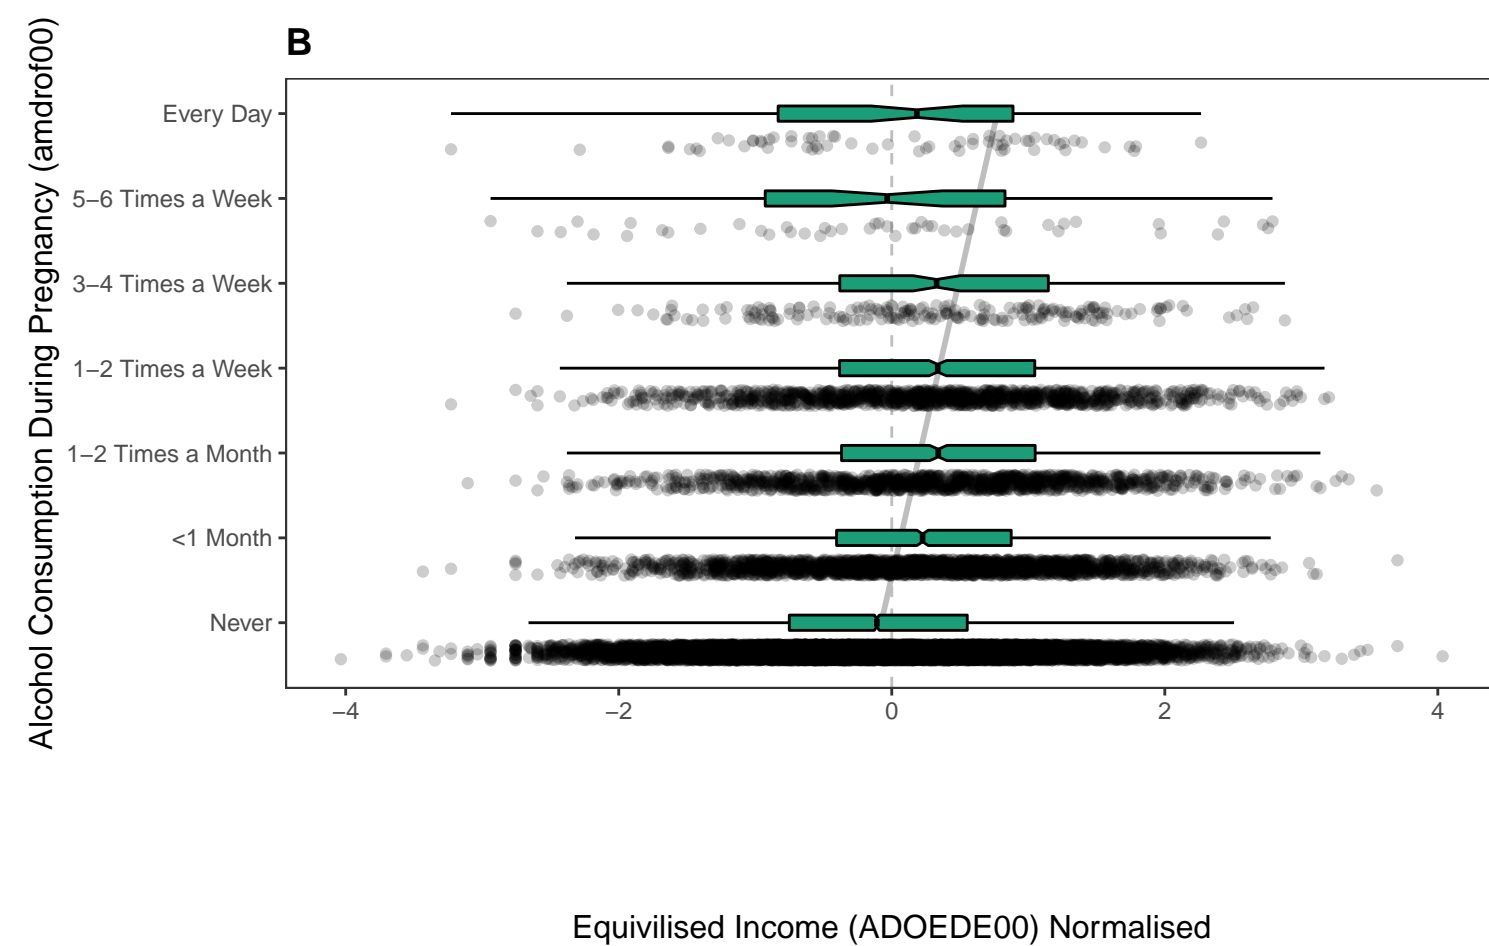 B
Alcohol Consumption During Pregnancy (amdrof00)
Every Day
5–6 Times a Week
3–4 Times a Week
1–2 Times a Week
1–2 Times a Month
<1 Month
Never
−4
−2
0
2
4
Equivilised Income (ADOEDE00) Normalised